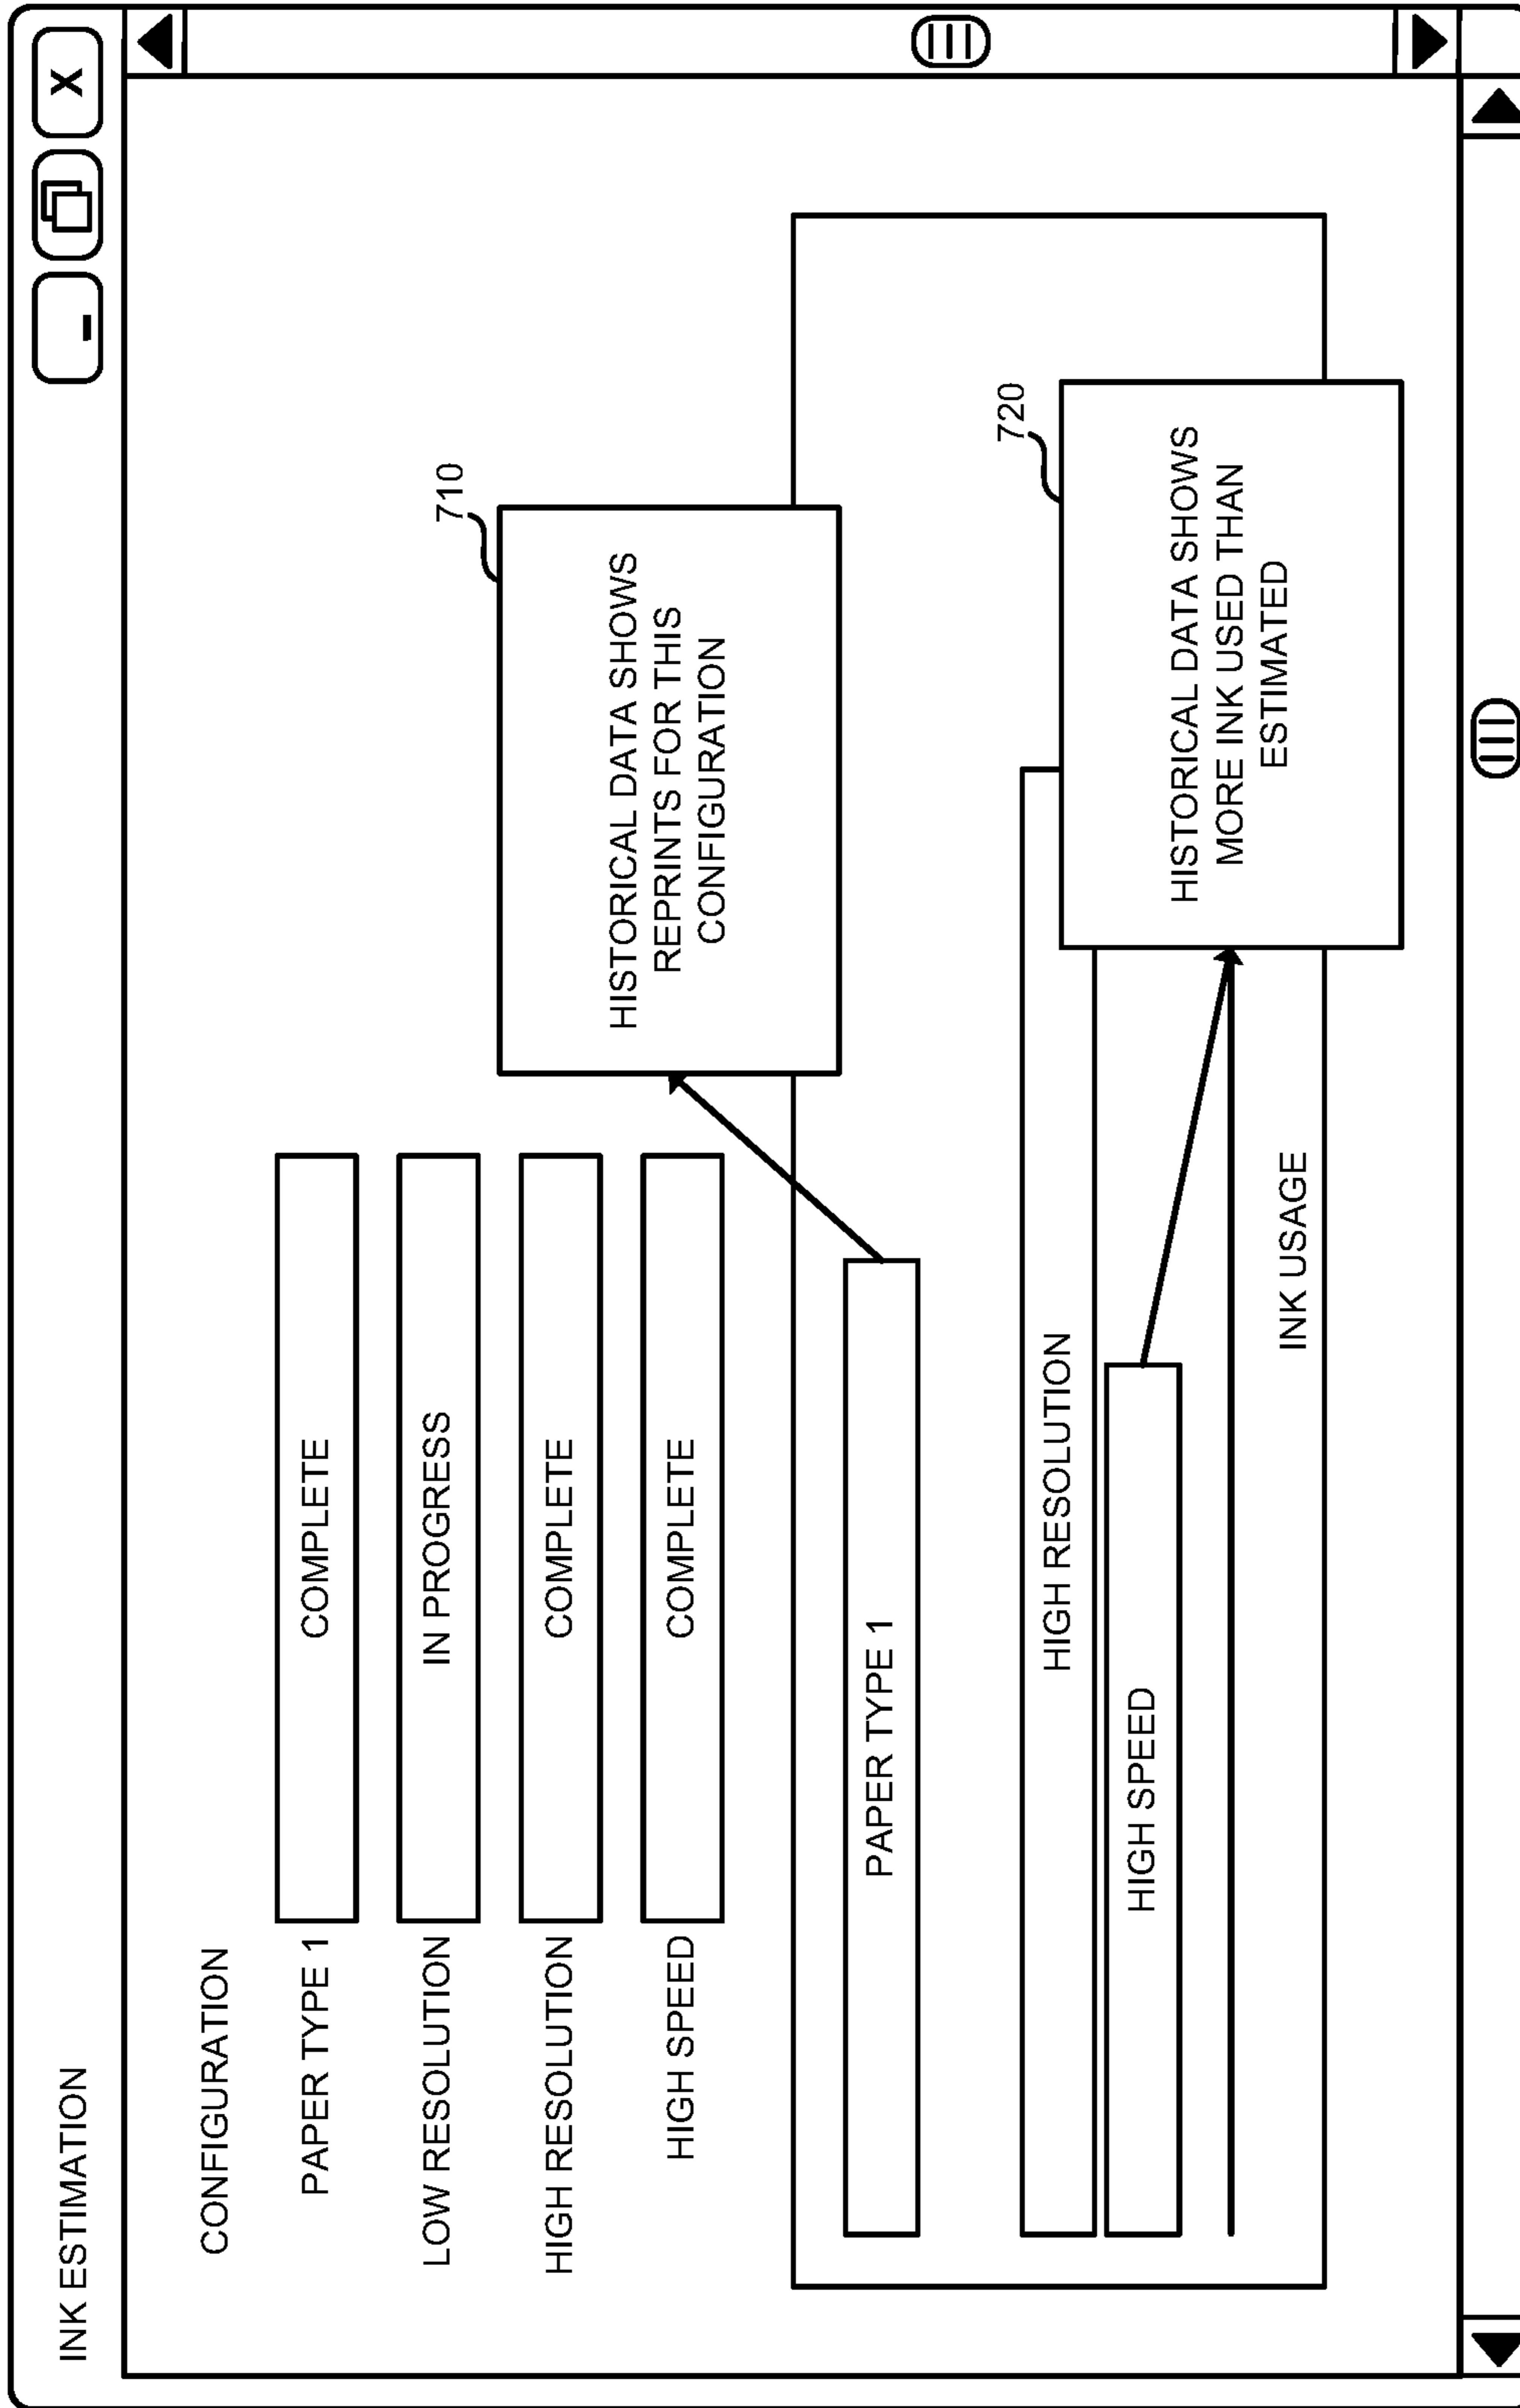 INK ESTIMATION
X
CONFIGURATION
PAPER TYPE 1
COMPLETE
LOW RESOLUTION
IN PROGRESS
HIGH RESOLUTION
COMPLETE
HIGH SPEED
COMPLETE
710
HISTORICAL DATA SHOWS
REPRINTS FOR THIS
CONFIGURATION
PAPER TYPE 1
HIGH RESOLUTION
HIGH SPEED
720
HISTORICAL DATA SHOWS
MORE INK USED THAN
ESTIMATED
INK USAGE